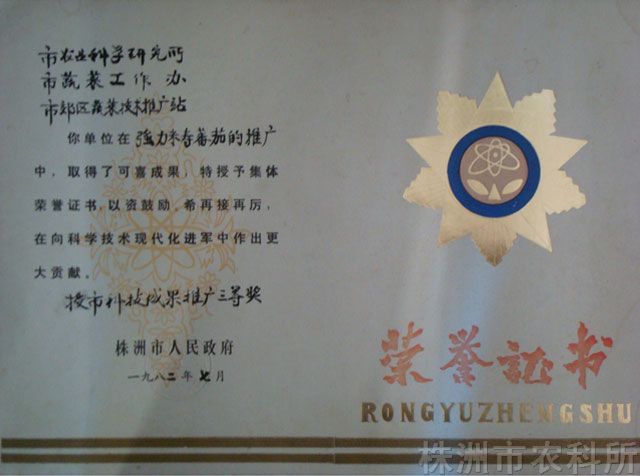 市农业科学研究所
市蔬菜工作办
市郊区蔬菜技术推广站
你单位在强力米寿番茄的推广
中，取得了可喜成果，特授予集体
荣誉证书，以资鼓励。希再接再厉，
在向科学技术现代化进军中作出更
大贡献。
授市科技成果推广三等奖
株洲市人民政府
一九八二年七月
荣誉证书
RONGYUZHENGSHU
株洲市农科所